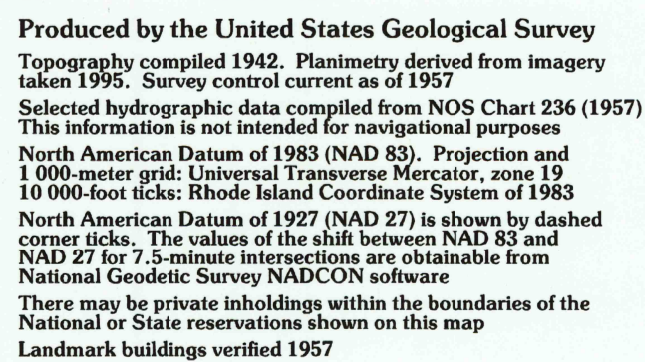 Produced by the United States Geological Survey
Topography compiled 1942. Planimetry derived from imagery
taken 1995. Survey control current as of 1957
Selected hydrographic data compiled from NOS Chart 236 (1957)
This information is not intended for navigational purposes
North American Datum of 1983 (NAD 83). Projection and
1 000-meter grid: Universal Transverse Mercator, zone 19
10 000-foot ticks: Rhode Island Coordinate System of 1983
North American Datum of 1927 (NAD 27) is shown by dashed
corner ticks. The values of the shift between NAD 83 and
NAD 27 for 7.5-minute intersections are obtainable from
National Geodetic Survey NADCON software
There may be private inholdings within the boundaries of the
National or State reservations shown on this map
Landmark buildings verified 1957